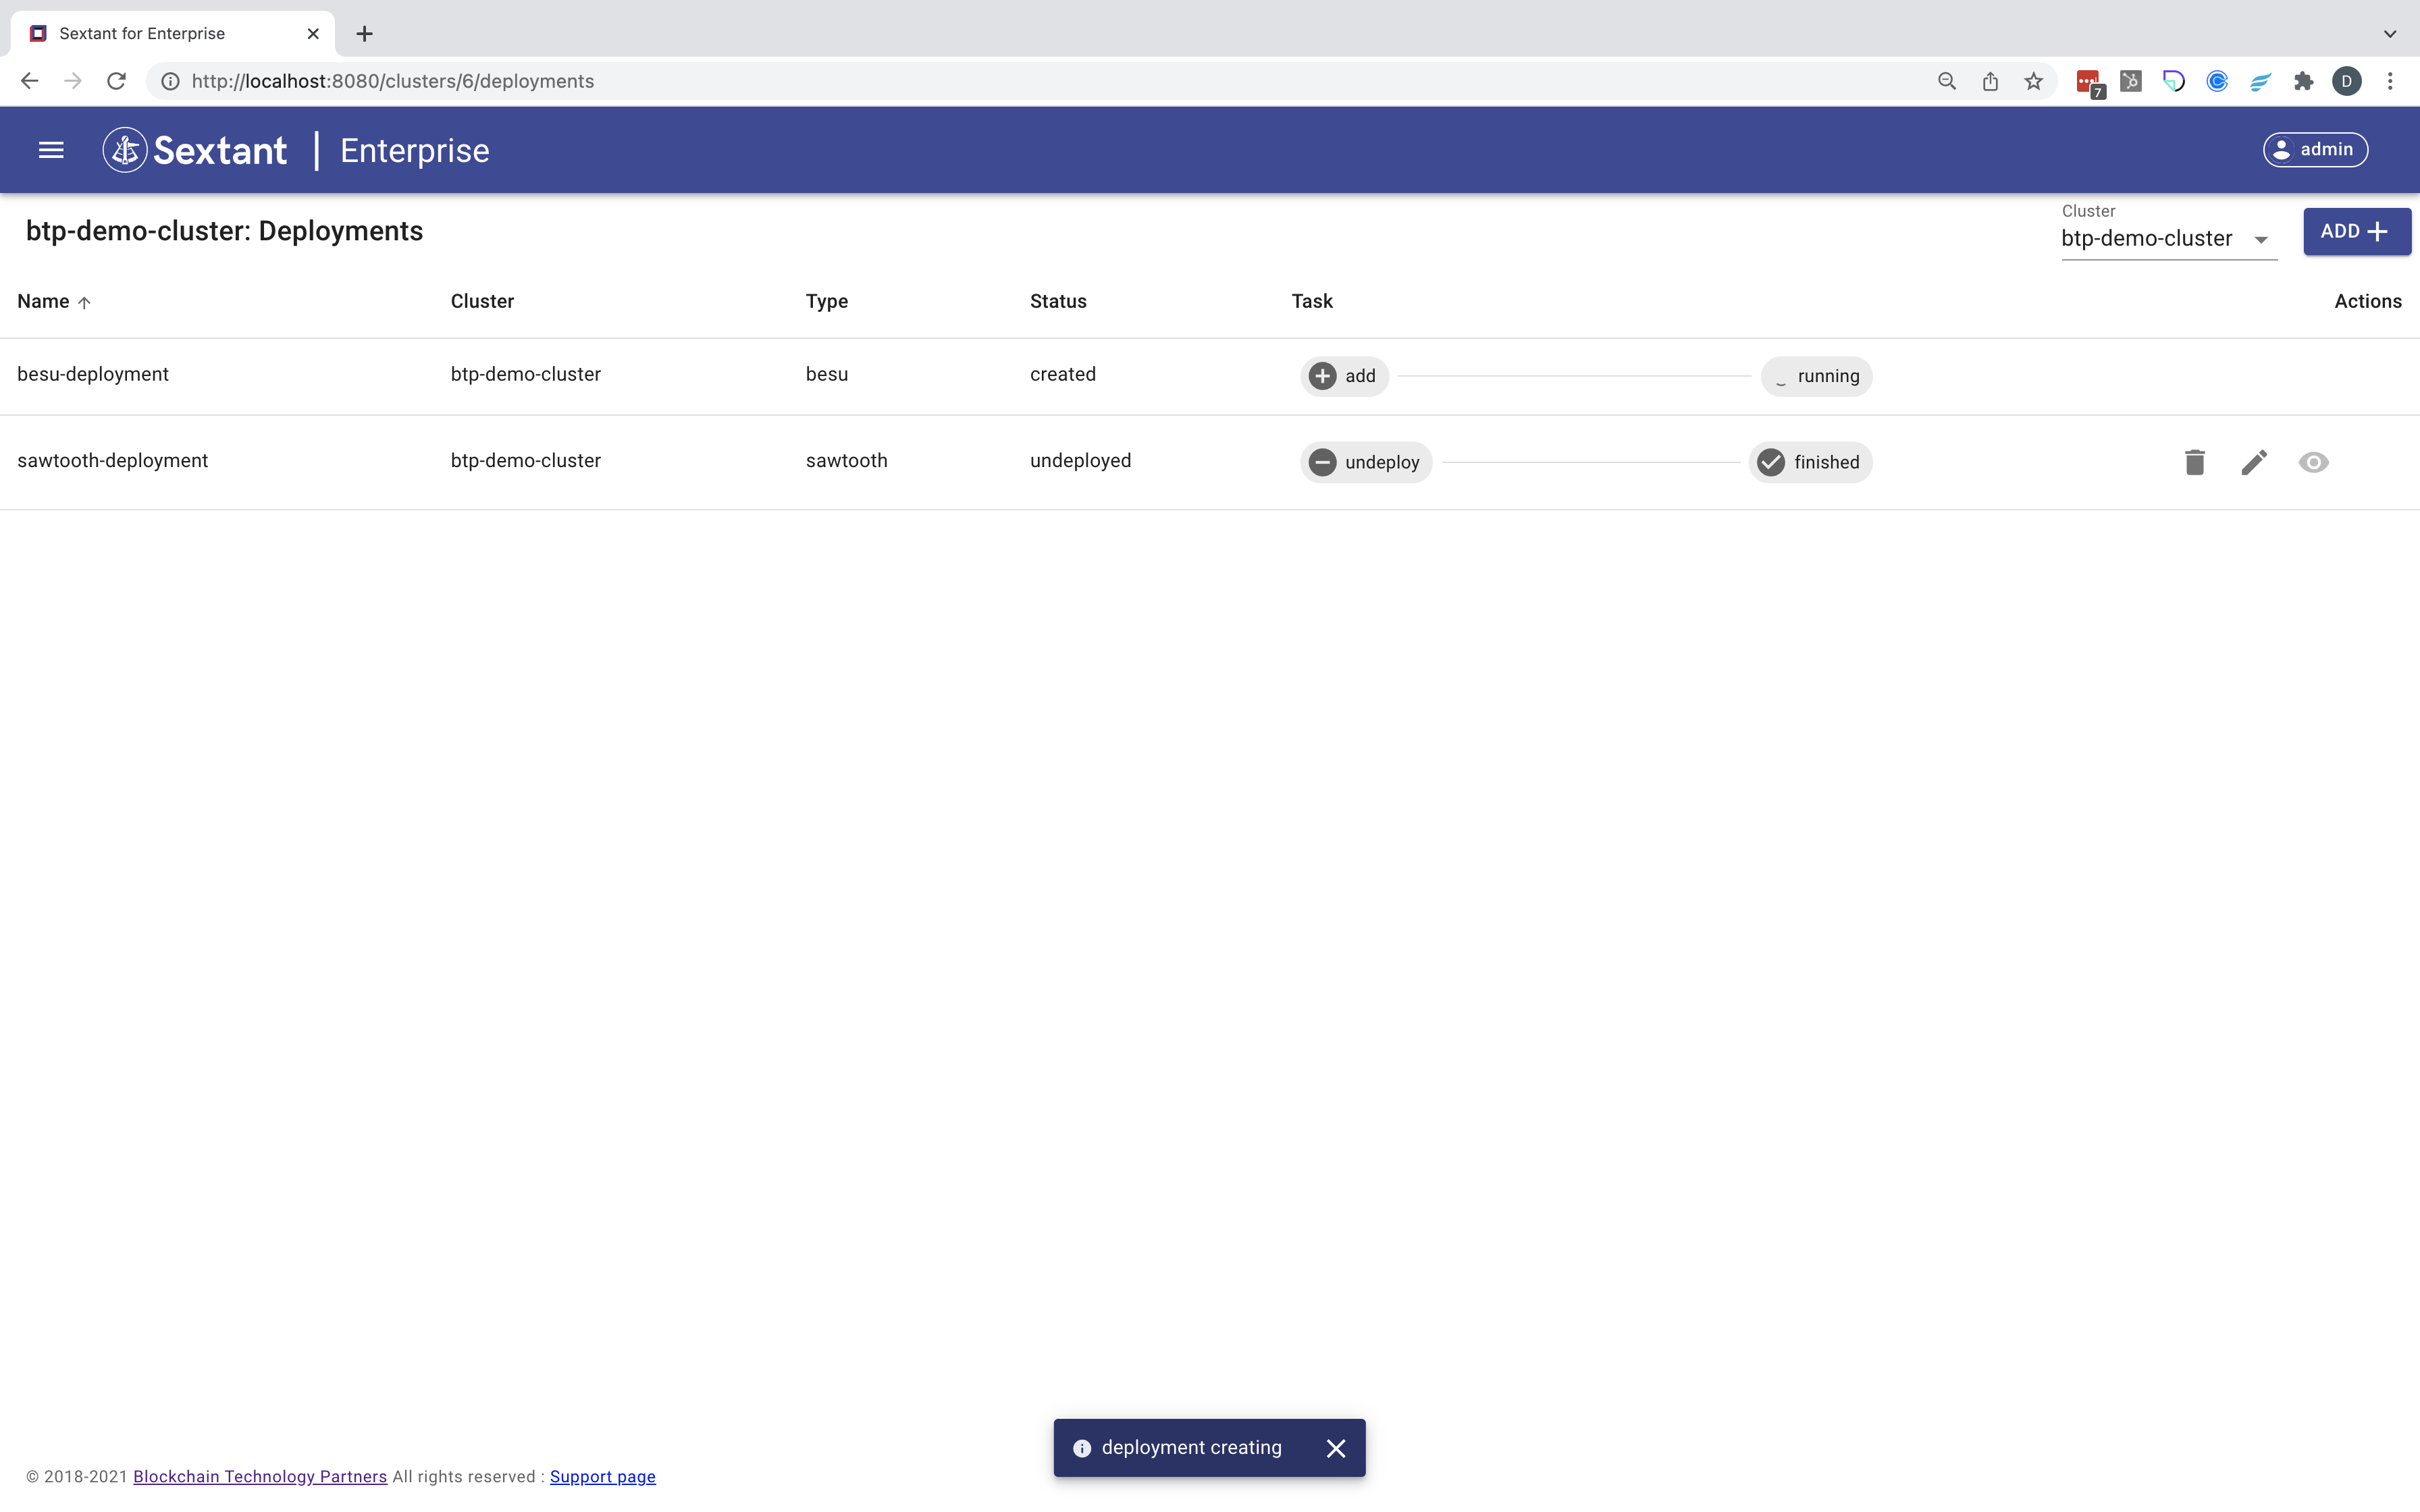 Sextant for Enterprise
http://localhost:8080/clusters/6/deployments
7
D
Sextant | Enterprise
admin
btp-demo-cluster: Deployments
Cluster
btp-demo-cluster
ADD
Name Cluster Type Status Task Actions
besu-deployment btp-demo-cluster besu created add running
sawtooth-deployment btp-demo-cluster sawtooth undeployed undeploy finished
deployment creating
© 2018-2021 Blockchain Technology Partners All rights reserved : Support page